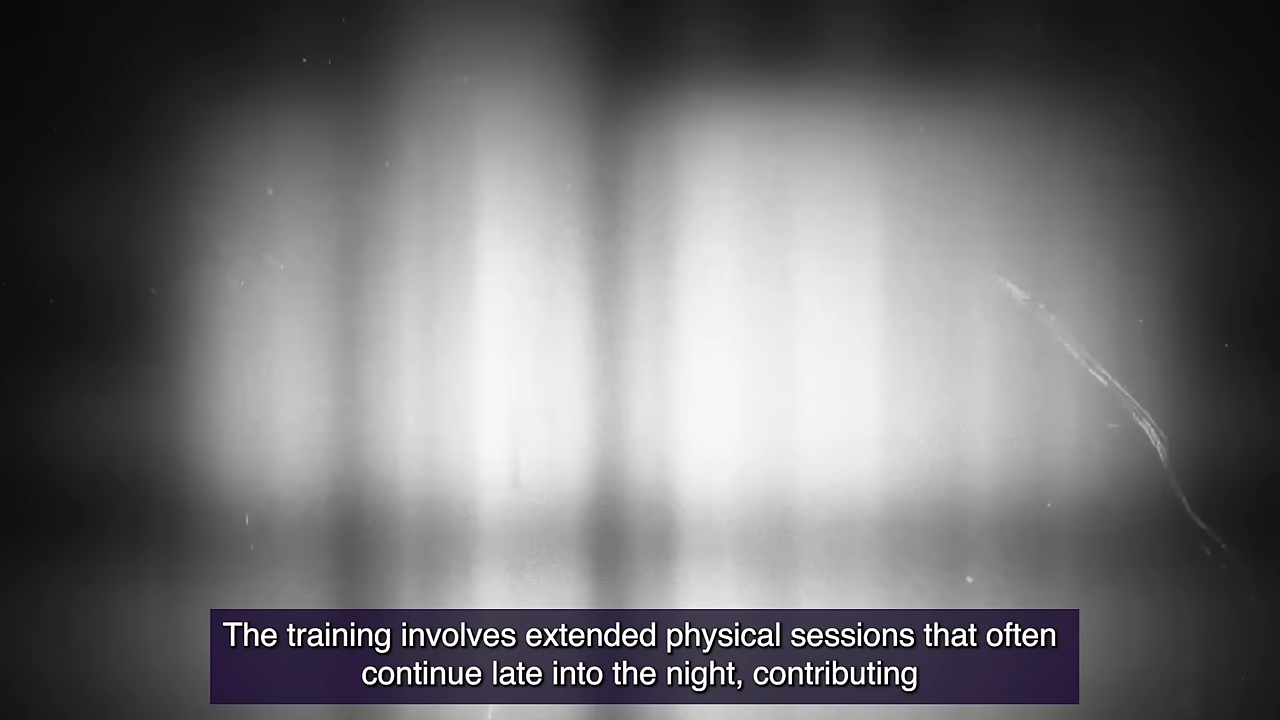 The training involves extended physical sessions that often
continue late into the night, contributing